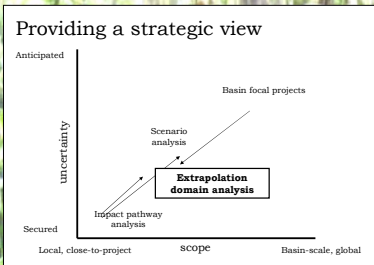 Providing a strategic view
Anticipated
Basin focal projects
Scenario
analysis
uncertainty
Extrapolation
domain analysis
Impact pathway
analysis
Secured
Local, close-to-project
scope
Basin-scale, global